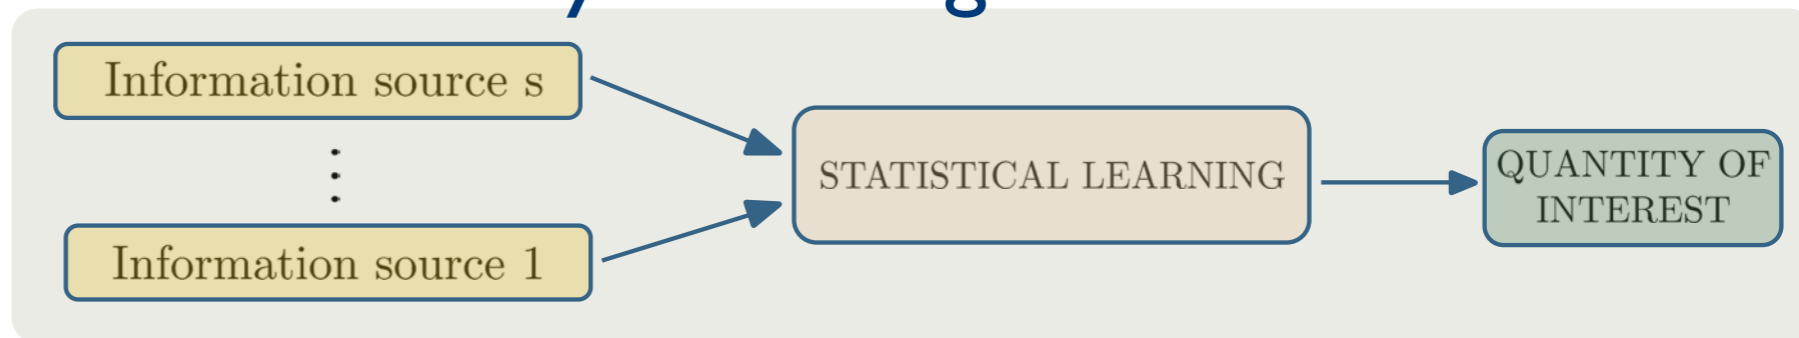 Information source s
Information source 1
STATISTICAL LEARNING
QUANTITY OF
INTEREST